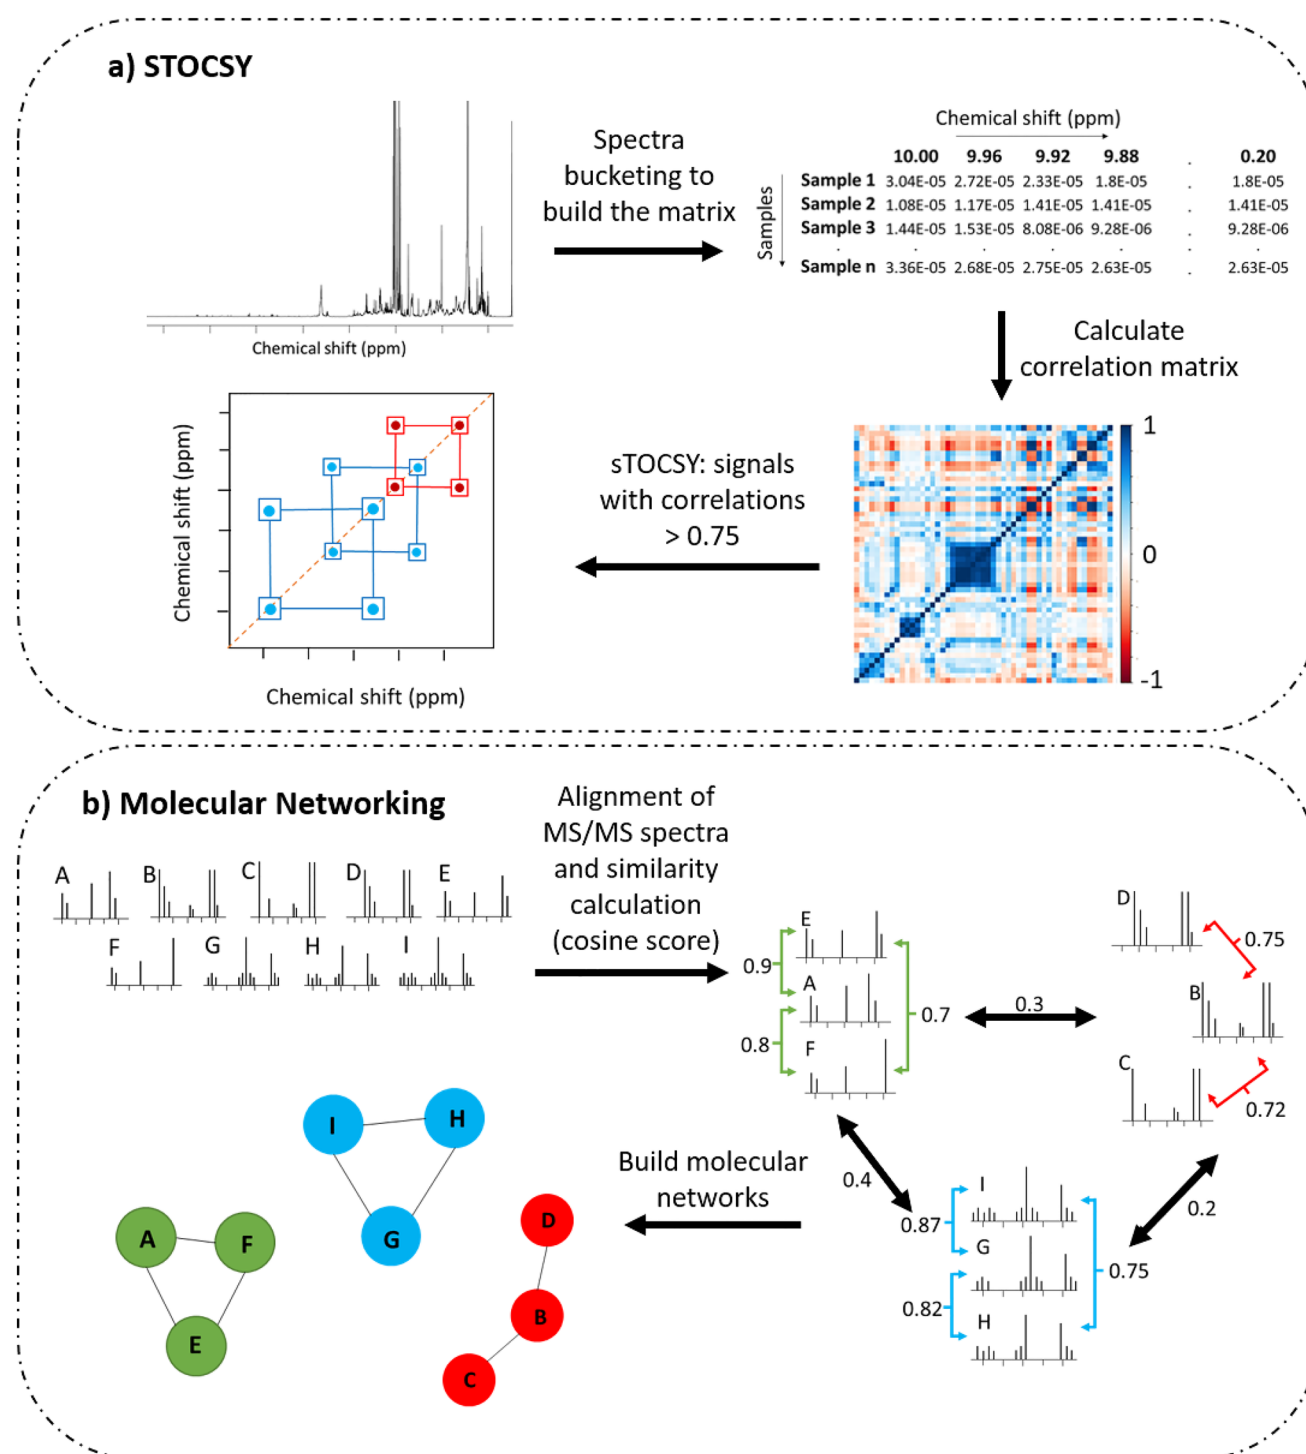 a) STOCSY
Chemical shift (ppm)
Spectra
bucketing to
build the matrix
Chemical shift (ppm)
Samples
10.00 9.96 9.92 9.88 . 0.20
Sample 1 3.04E-05 2.72E-05 2.33E-05 1.8E-05 . 1.8E-05
Sample 2 1.08E-05 1.17E-05 1.41E-05 1.41E-05 . 1.41E-05
Sample 3 1.44E-05 1.53E-05 8.08E-06 9.28E-06 . 9.28E-06
. . . . . . .
Sample n 3.36E-05 2.68E-05 2.75E-05 2.63E-05 . 2.63E-05
Calculate
correlation matrix
1
0
-1
sTOCSY: signals
with correlations
> 0.75
Chemical shift (ppm)
Chemical shift (ppm)
b) Molecular Networking
A B C D E
F G H I
Alignment of
MS/MS spectra
and similarity
calculation
(cosine score)
E
0.9
A
0.7
0.8
F
0.3
D
0.75
B
C
0.72
0.4
0.2
I
0.87
G
0.75
0.82
H
Build molecular
networks
I H
G
A F
E
D
B
C